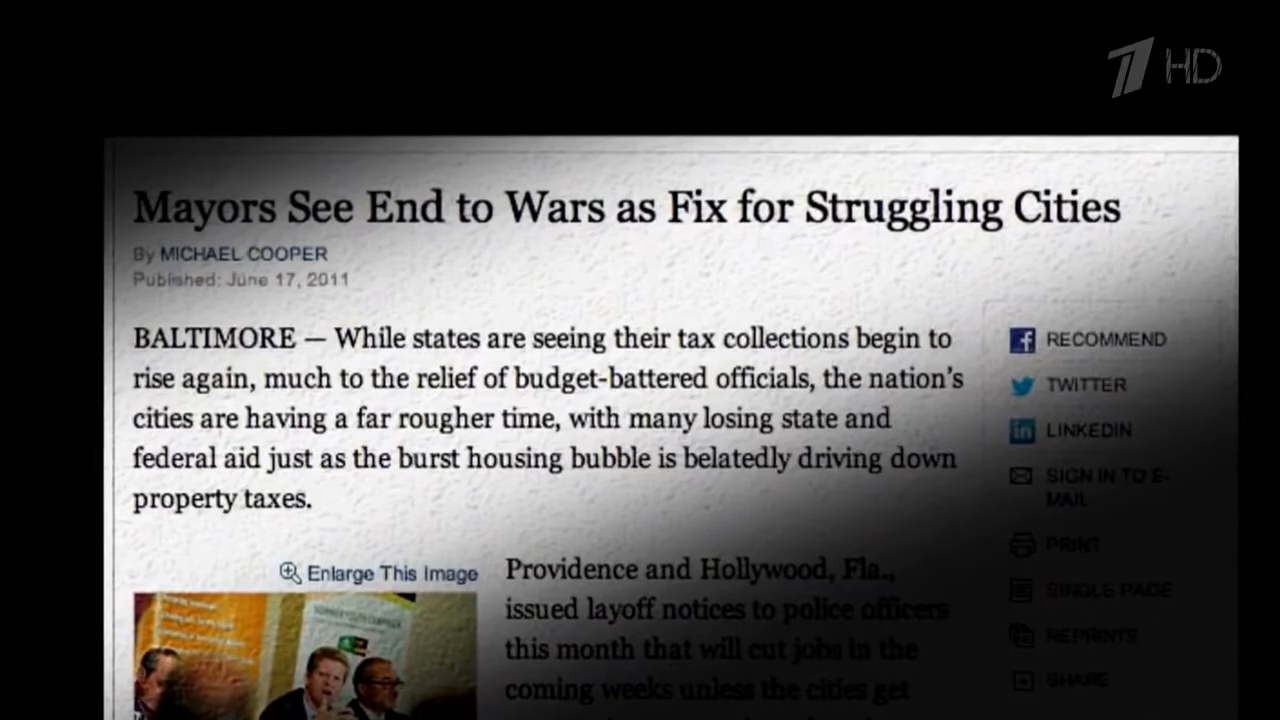 HD
Mayors See End to Wars as Fix for Struggling Cities
By MICHAEL COOPER
Published: June 17, 2011
BALTIMORE — While states are seeing their tax collections begin to
rise again, much to the relief of budget-battered officials, the nation's
cities are having a far rougher time, with many losing state and
federal aid just as the burst housing bubble is belatedly driving down
property taxes.
RECOMMEND
TWITTER
LINKEDIN
SIGN IN TO E-
MAIL
PRINT
SINGLE PAGE
REPRINTS
SHARE
Enlarge This Image
Providence and Hollywood, Fla.,
issued layoff notices to police officers
this month that will cut jobs in the
coming weeks unless the cities get